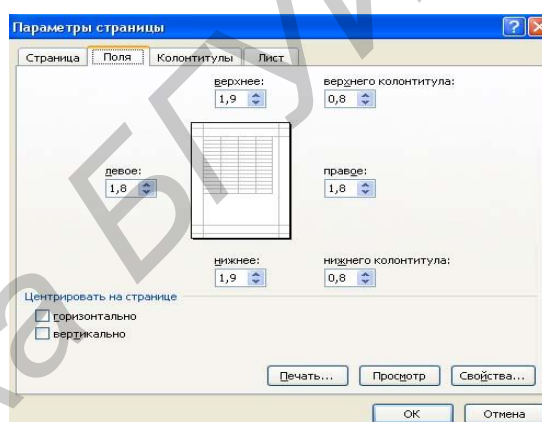 Параметры страницы
Страница Поля Колонтитулы Лист
верхнее: верхнего колонтитула:
1,9 0,8
левое: правое:
1,8 1,8
нижнее: нижнего колонтитула:
1,9 0,8
Центрировать на странице
горизонтально
вертикально
Печать... Просмотр Свойства...
ОК Отмена